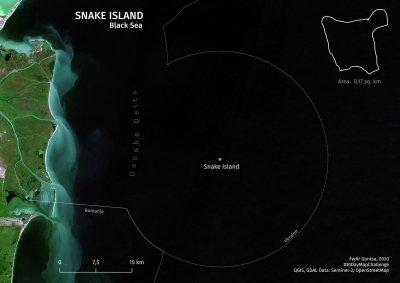 SNAKE ISLAND
Black Sea
Area 0.17 sq. km.
Danube Delta
Snake Island
Romania
Ukraine
0 7,5 15 km
Fedir Gontsa, 2020
#30DayMapChallenge
QGIS, GDAL Data: Sentinel-2, OpenStreetMap